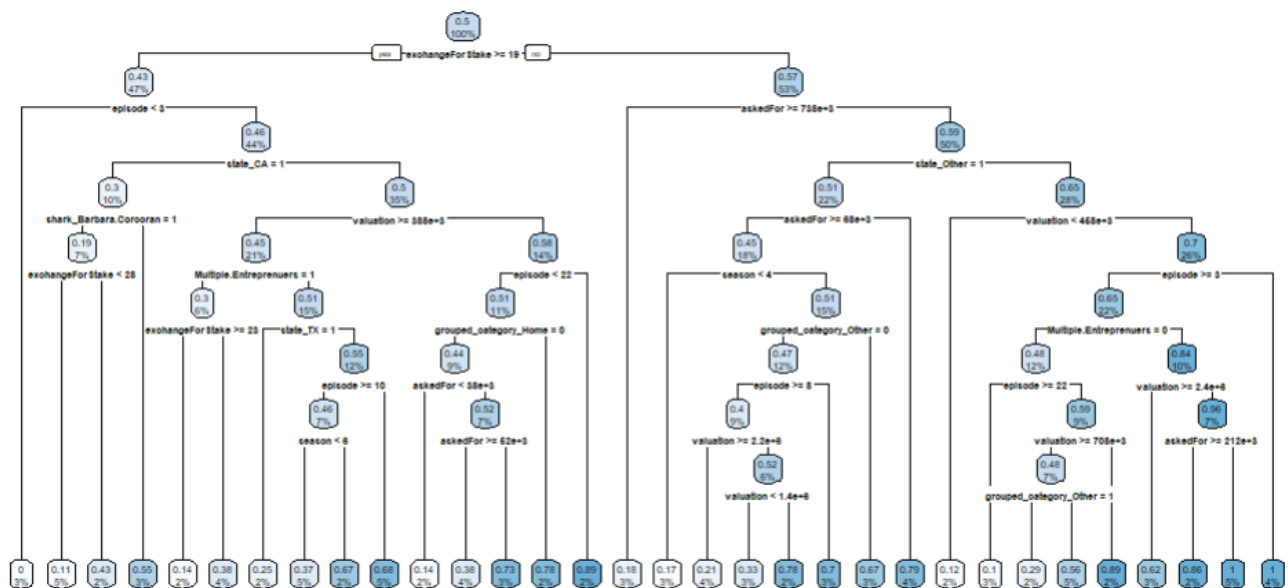 0.5
100%
yes exchangeForStake >= 19 no
0.43 0.57
47% 53%
episode < 3 askedFor >= 738e+3
0.46 0.59
44% 50%
state_CA = 1 state_Other = 1
0.3 0.5 0.51 0.65
10% 35% 22% 28%
shark_Barbara.Corcoran = 1 valuation >= 388e+3 askedFor >= 68e+3 valuation < 468e+3
0.19 0.45 0.58 0.45 0.7
7% 21% 14% 18% 26%
exchangeForStake < 28 Multiple.Entreprenuers = 1 episode < 22 season < 4 episode >= 3
0.3 0.51 0.51 0.51 0.65
6% 15% 11% 15% 22%
exchangeForStake >= 23 state_TX = 1 grouped_category_Home = 0 grouped_category_Other = 0 Multiple.Entreprenuers = 0
0.55 0.44 0.47 0.48 0.84
12% 9% 12% 12% 10%
episode >= 10 askedFor < 38e+3 episode >= 8 episode >= 22 valuation >= 2.4e+6
0.46 0.52 0.4 0.59 0.96
7% 7% 9% 9% 7%
season < 6 askedFor >= 62e+3 valuation >= 2.2e+6 valuation >= 708e+3 askedFor >= 212e+3
0.52 0.48
6% 7%
valuation < 1.4e+6 grouped_category_Other = 1
0 0.11 0.43 0.55 0.14 0.38 0.25 0.37 0.67 0.68 0.14 0.38 0.73 0.78 0.89 0.18 0.17 0.21 0.33 0.78 0.7 0.67 0.79 0.12 0.1 0.29 0.56 0.89 0.62 0.86 1 1
3% 5% 2% 3% 2% 4% 2% 5% 2% 5% 2% 4% 3% 2% 2% 3% 3% 4% 3% 2% 3% 3% 4% 2% 3% 2% 5% 2% 3% 2% 5% 3%